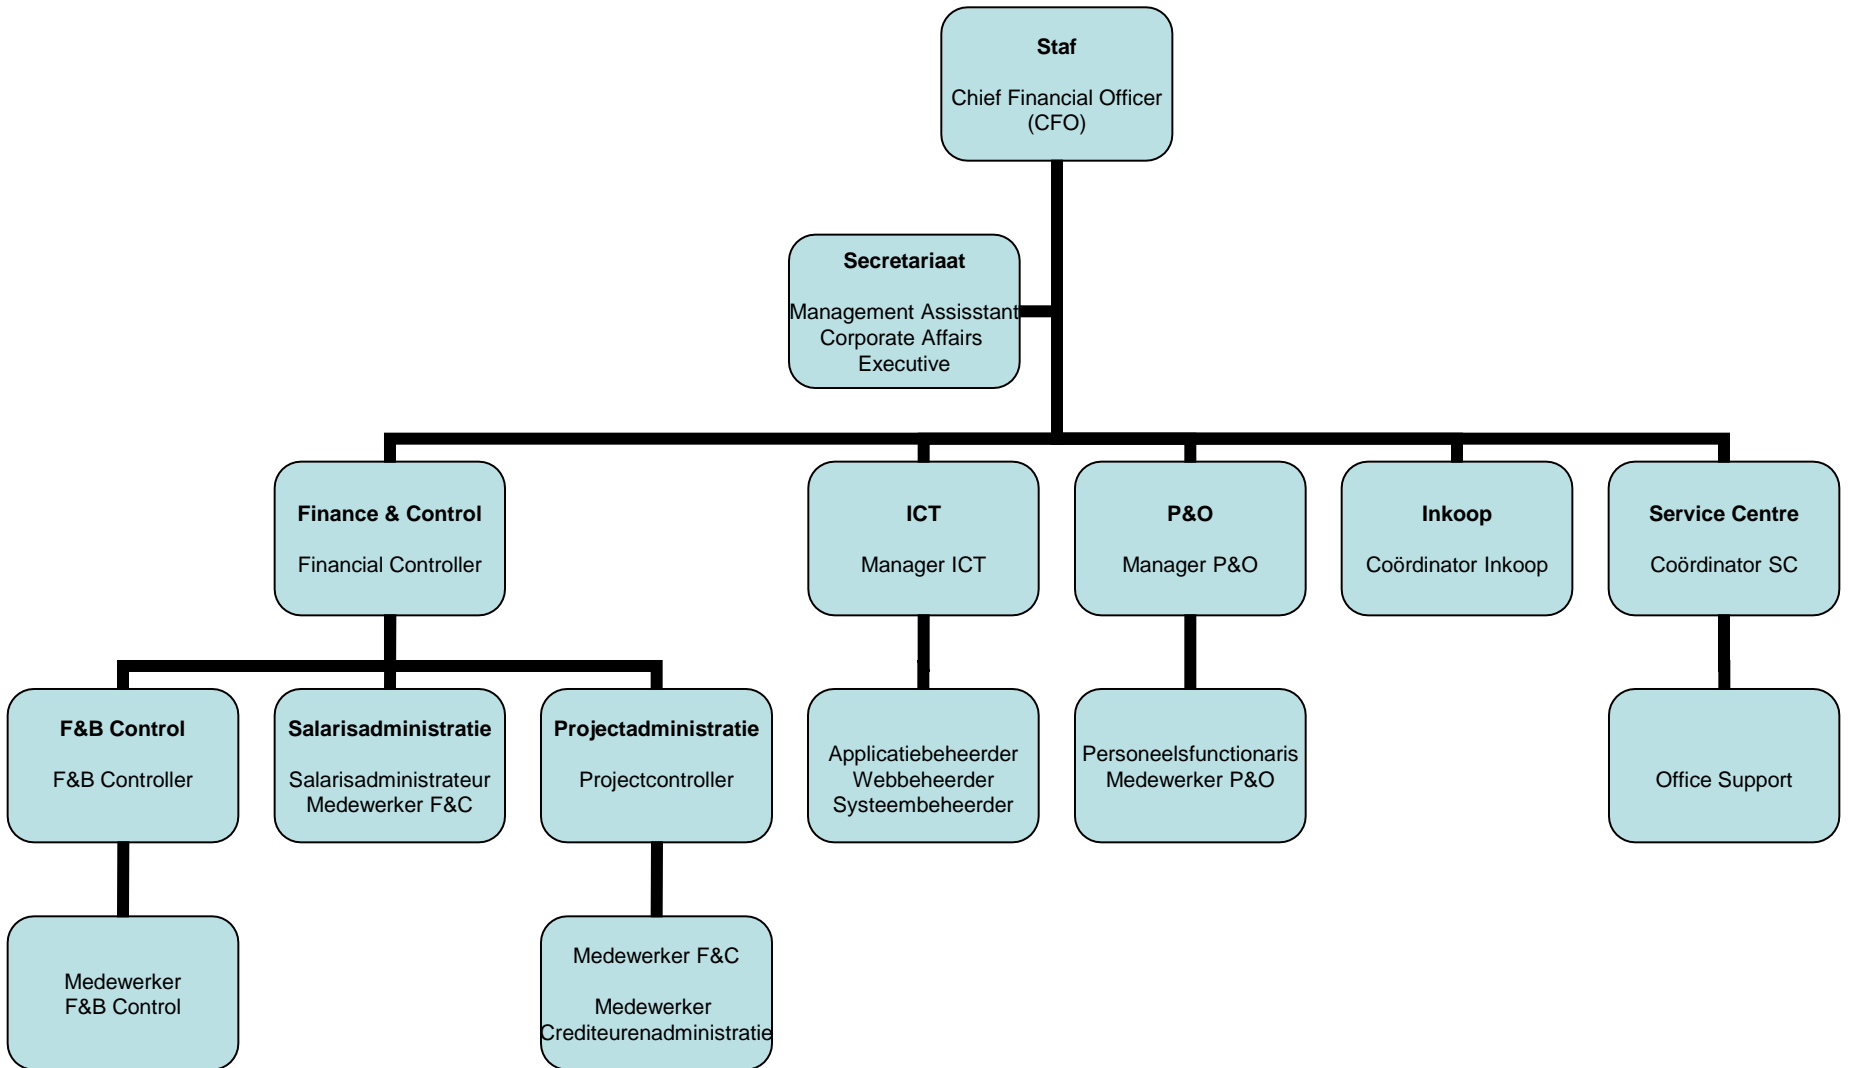 Staf
Chief Financial Officer
(CFO)
Secretariaat
Management Assisstant
Corporate Affairs
Executive
Finance & Control
Financial Controller
ICT
Manager ICT
P&O
Manager P&O
Inkoop
Coördinator Inkoop
Service Centre
Coördinator SC
F&B Control
F&B Controller
Salarisadministratie
Salarisadministrateur
Medewerker F&C
Projectadministratie
Projectcontroller
Applicatiebeheerder
Webbeheerder
Systeembeheerder
Personeelsfunctionaris
Medewerker P&O
Office Support
Medewerker
F&B Control
Medewerker F&C
Medewerker
Crediteurenadministratie